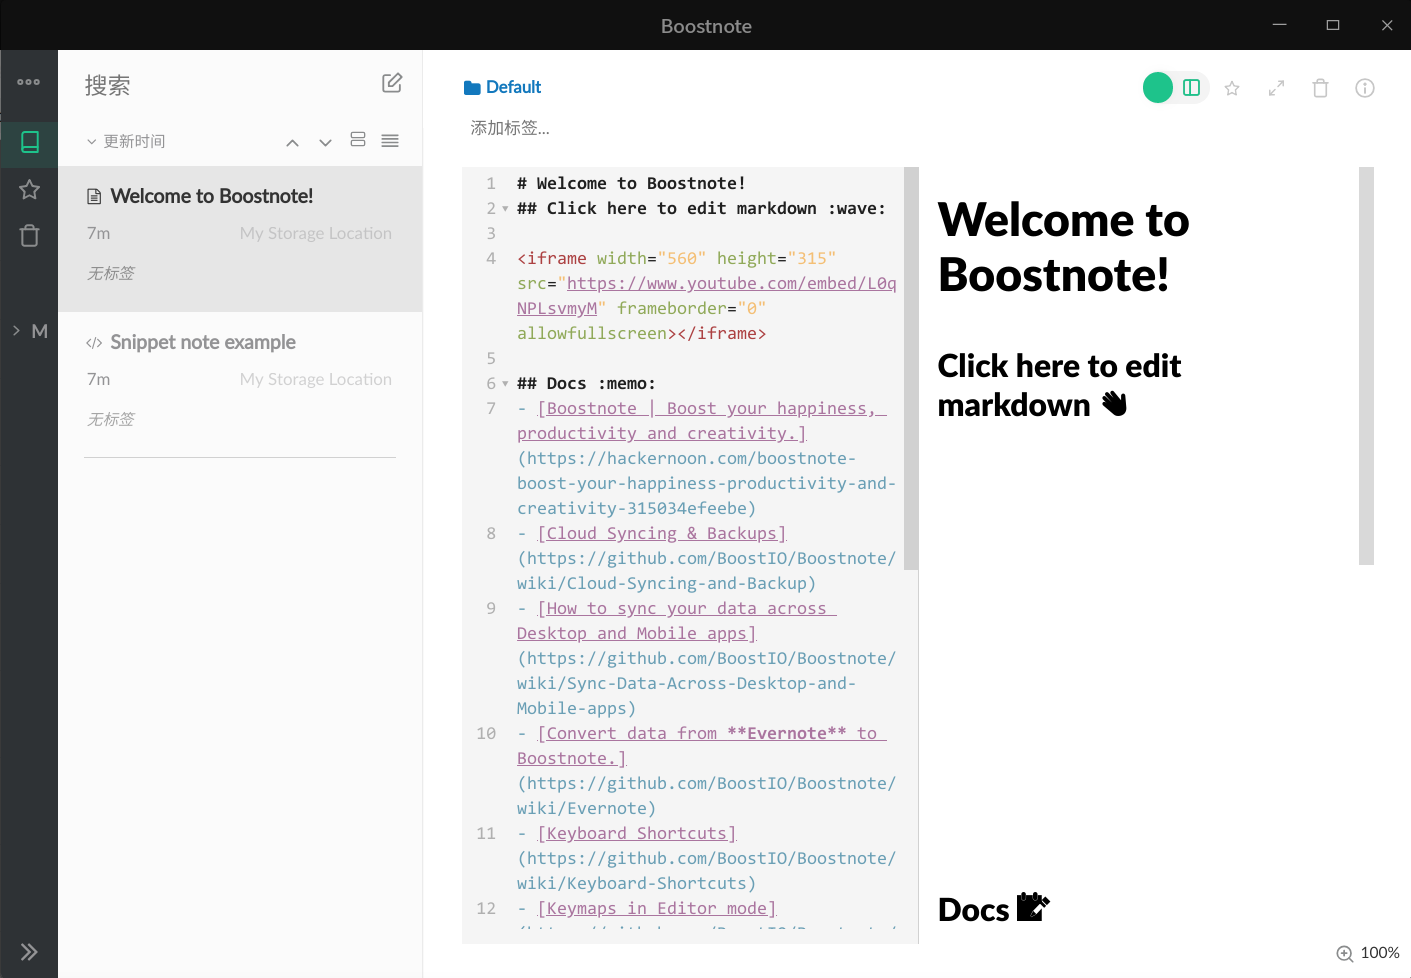 Boostnote
搜索
更新时间
Welcome to Boostnote!
7m My Storage Location
无标签
Snippet note example
7m My Storage Location
无标签
M
Default
添加标签...
1 # Welcome to Boostnote!
2 ## Click here to edit markdown :wave:
3
4 <iframe width="560" height="315"
src="https://www.youtube.com/embed/L0q
NPLsvmyM" frameborder="0"
allowfullscreen></iframe>
5
6 ## Docs :memo:
7 - [Boostnote | Boost your happiness,
productivity and creativity.]
(https://hackernoon.com/boostnote-
boost-your-happiness-productivity-and-
creativity-315034efeebe)
8 - [Cloud Syncing & Backups]
(https://github.com/BoostIO/Boostnote/
wiki/Cloud-Syncing-and-Backup)
9 - [How to sync your data across
Desktop and Mobile apps]
(https://github.com/BoostIO/Boostnote/
wiki/Sync-Data-Across-Desktop-and-
Mobile-apps)
10 - [Convert data from **Evernote** to
Boostnote.]
(https://github.com/BoostIO/Boostnote/
wiki/Evernote)
11 - [Keyboard Shortcuts]
(https://github.com/BoostIO/Boostnote/
wiki/Keyboard-Shortcuts)
12 - [Keymaps in Editor mode]
(https://github.com/BoostIO/Boostnote/
Welcome to
Boostnote!
Click here to edit
markdown 👋
Docs 📝
100%